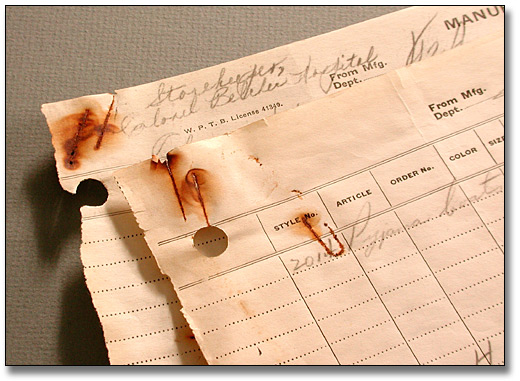 MANU
Storekeeper,
Colonel Belcher Hospital
From Mfg.
Dept.
W. P. T. B. License 41349.
From Mfg.
Dept.
STYLE No.
ARTICLE
ORDER No.
COLOR
SIZE
201 Pyjama